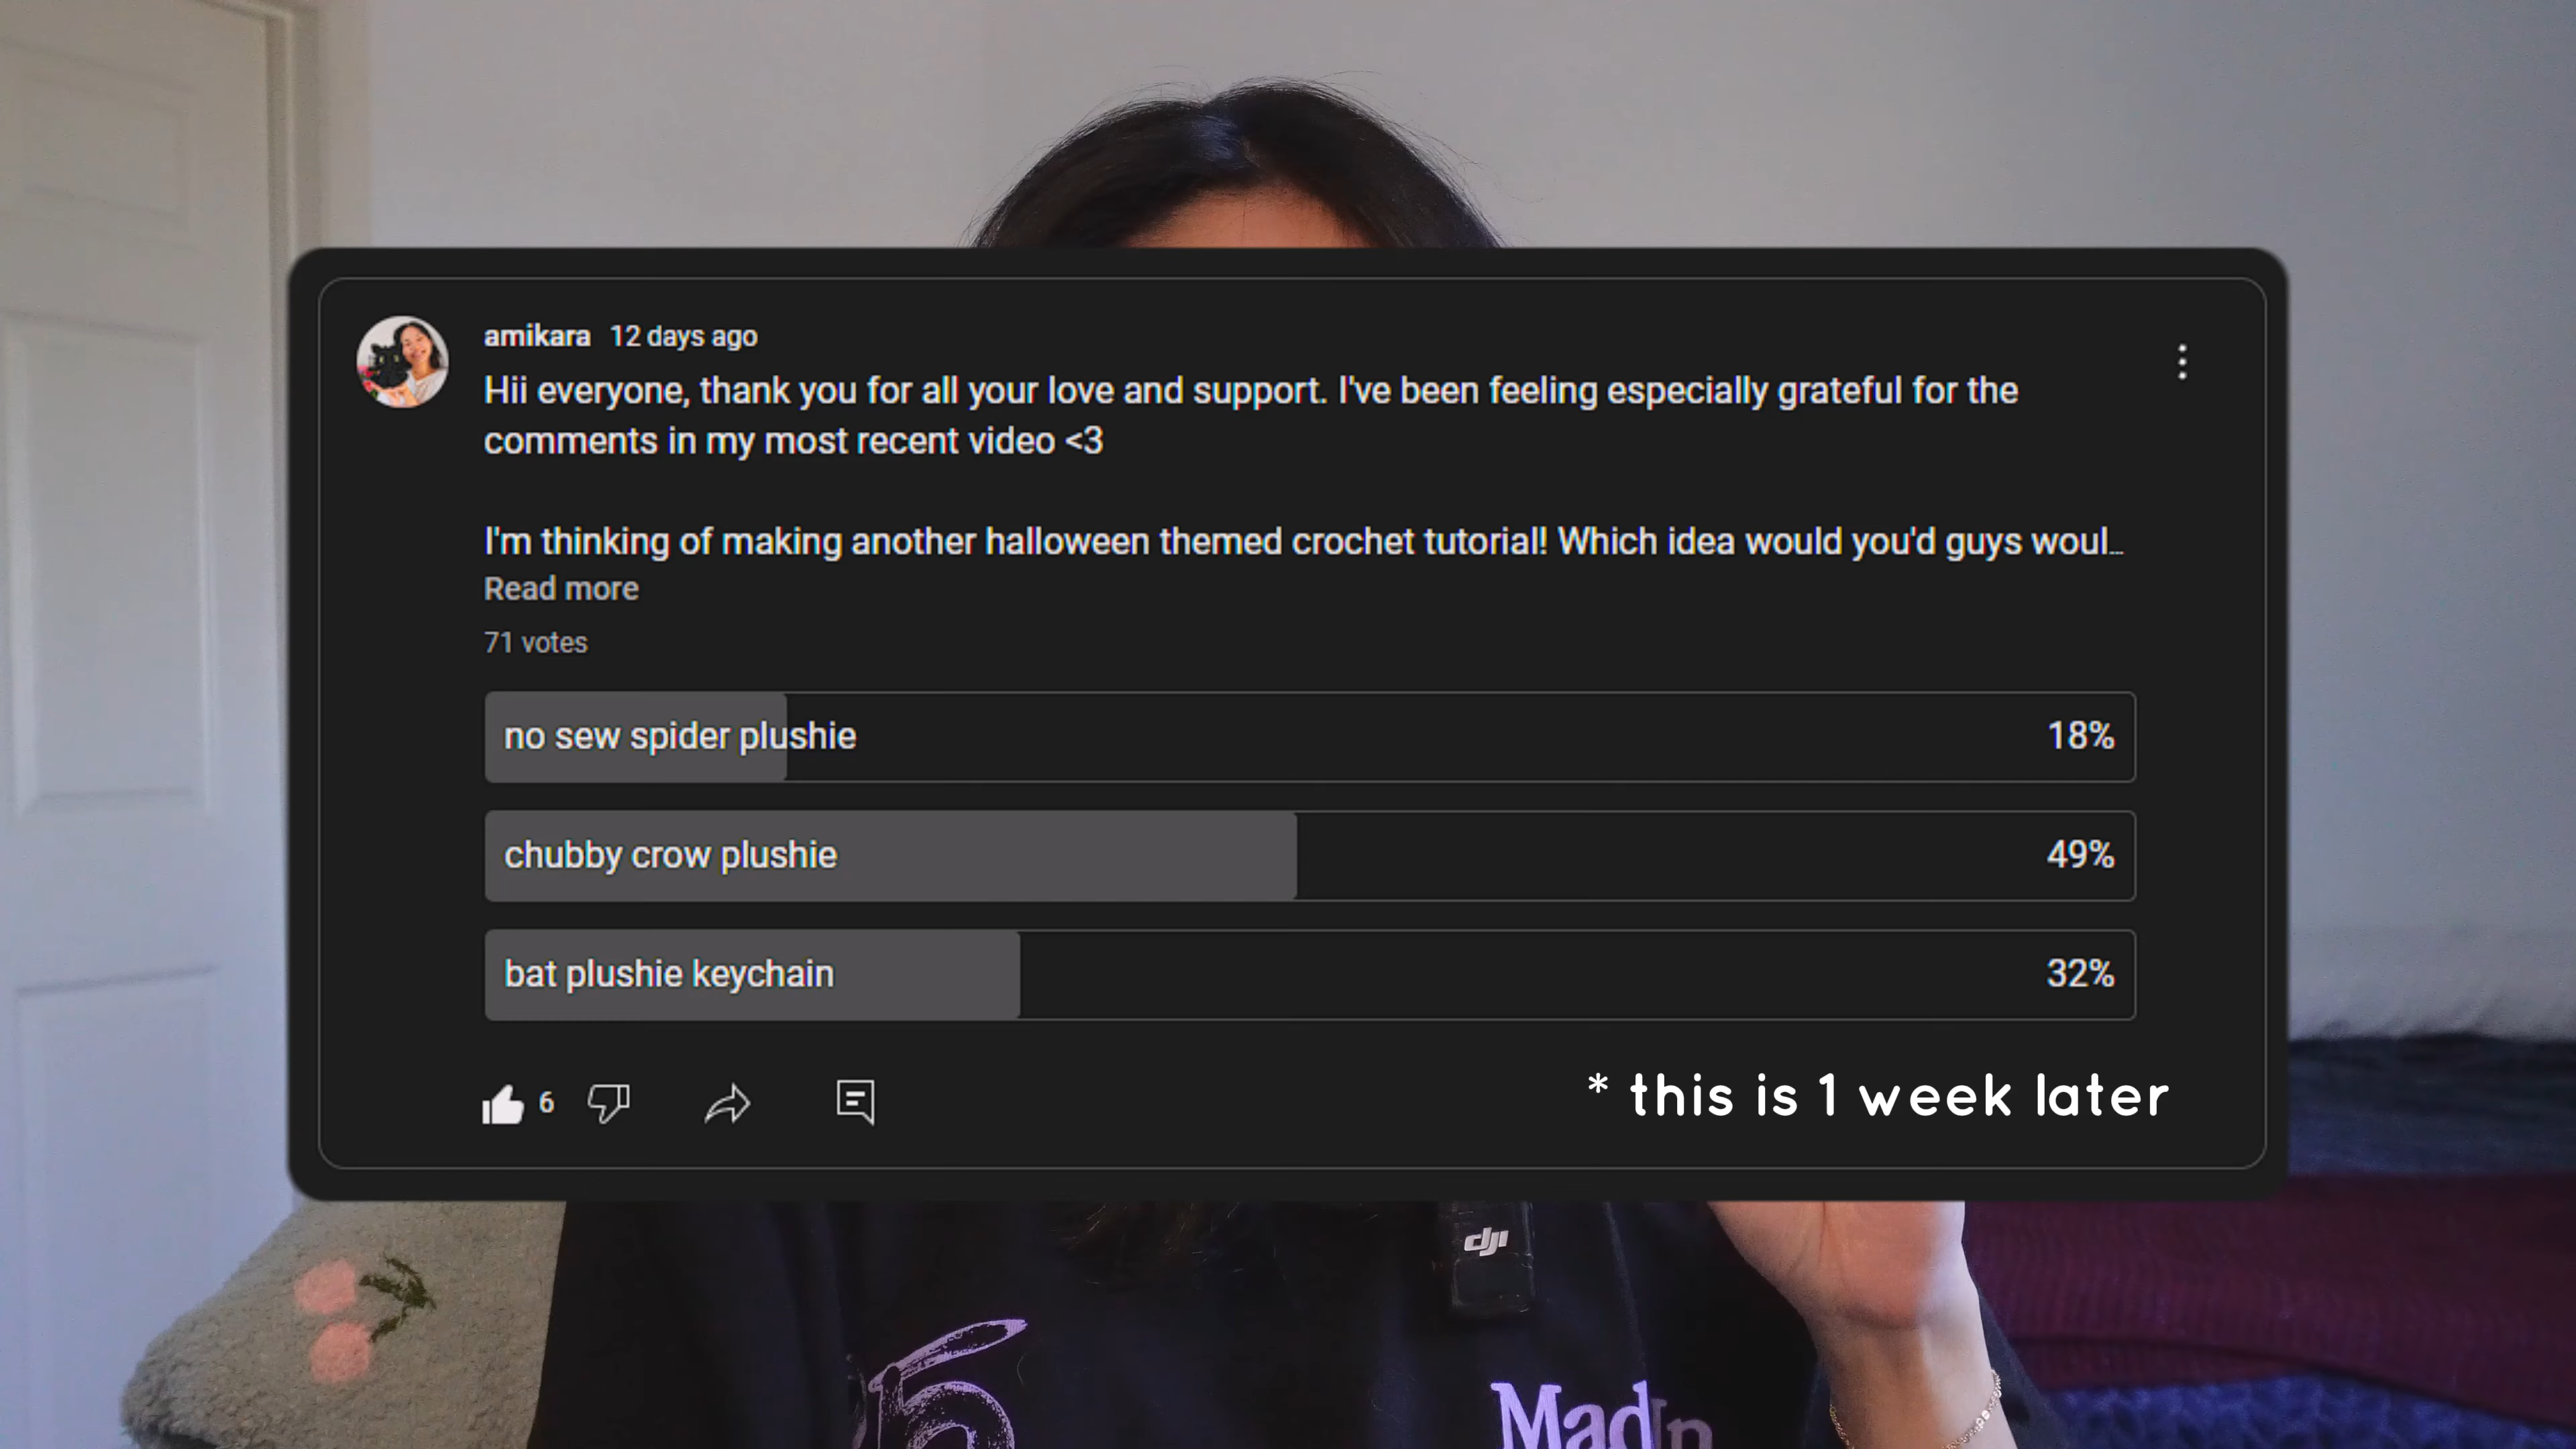 amikara 12 days ago
Hii everyone, thank you for all your love and support. I've been feeling especially grateful for the
comments in my most recent video <3
I'm thinking of making another halloween themed crochet tutorial! Which idea would you'd guys woul...
Read more
71 votes
no sew spider plushie 18%
chubby crow plushie 49%
bat plushie keychain 32%
6
* this is 1 week later
dji
5
Mad In